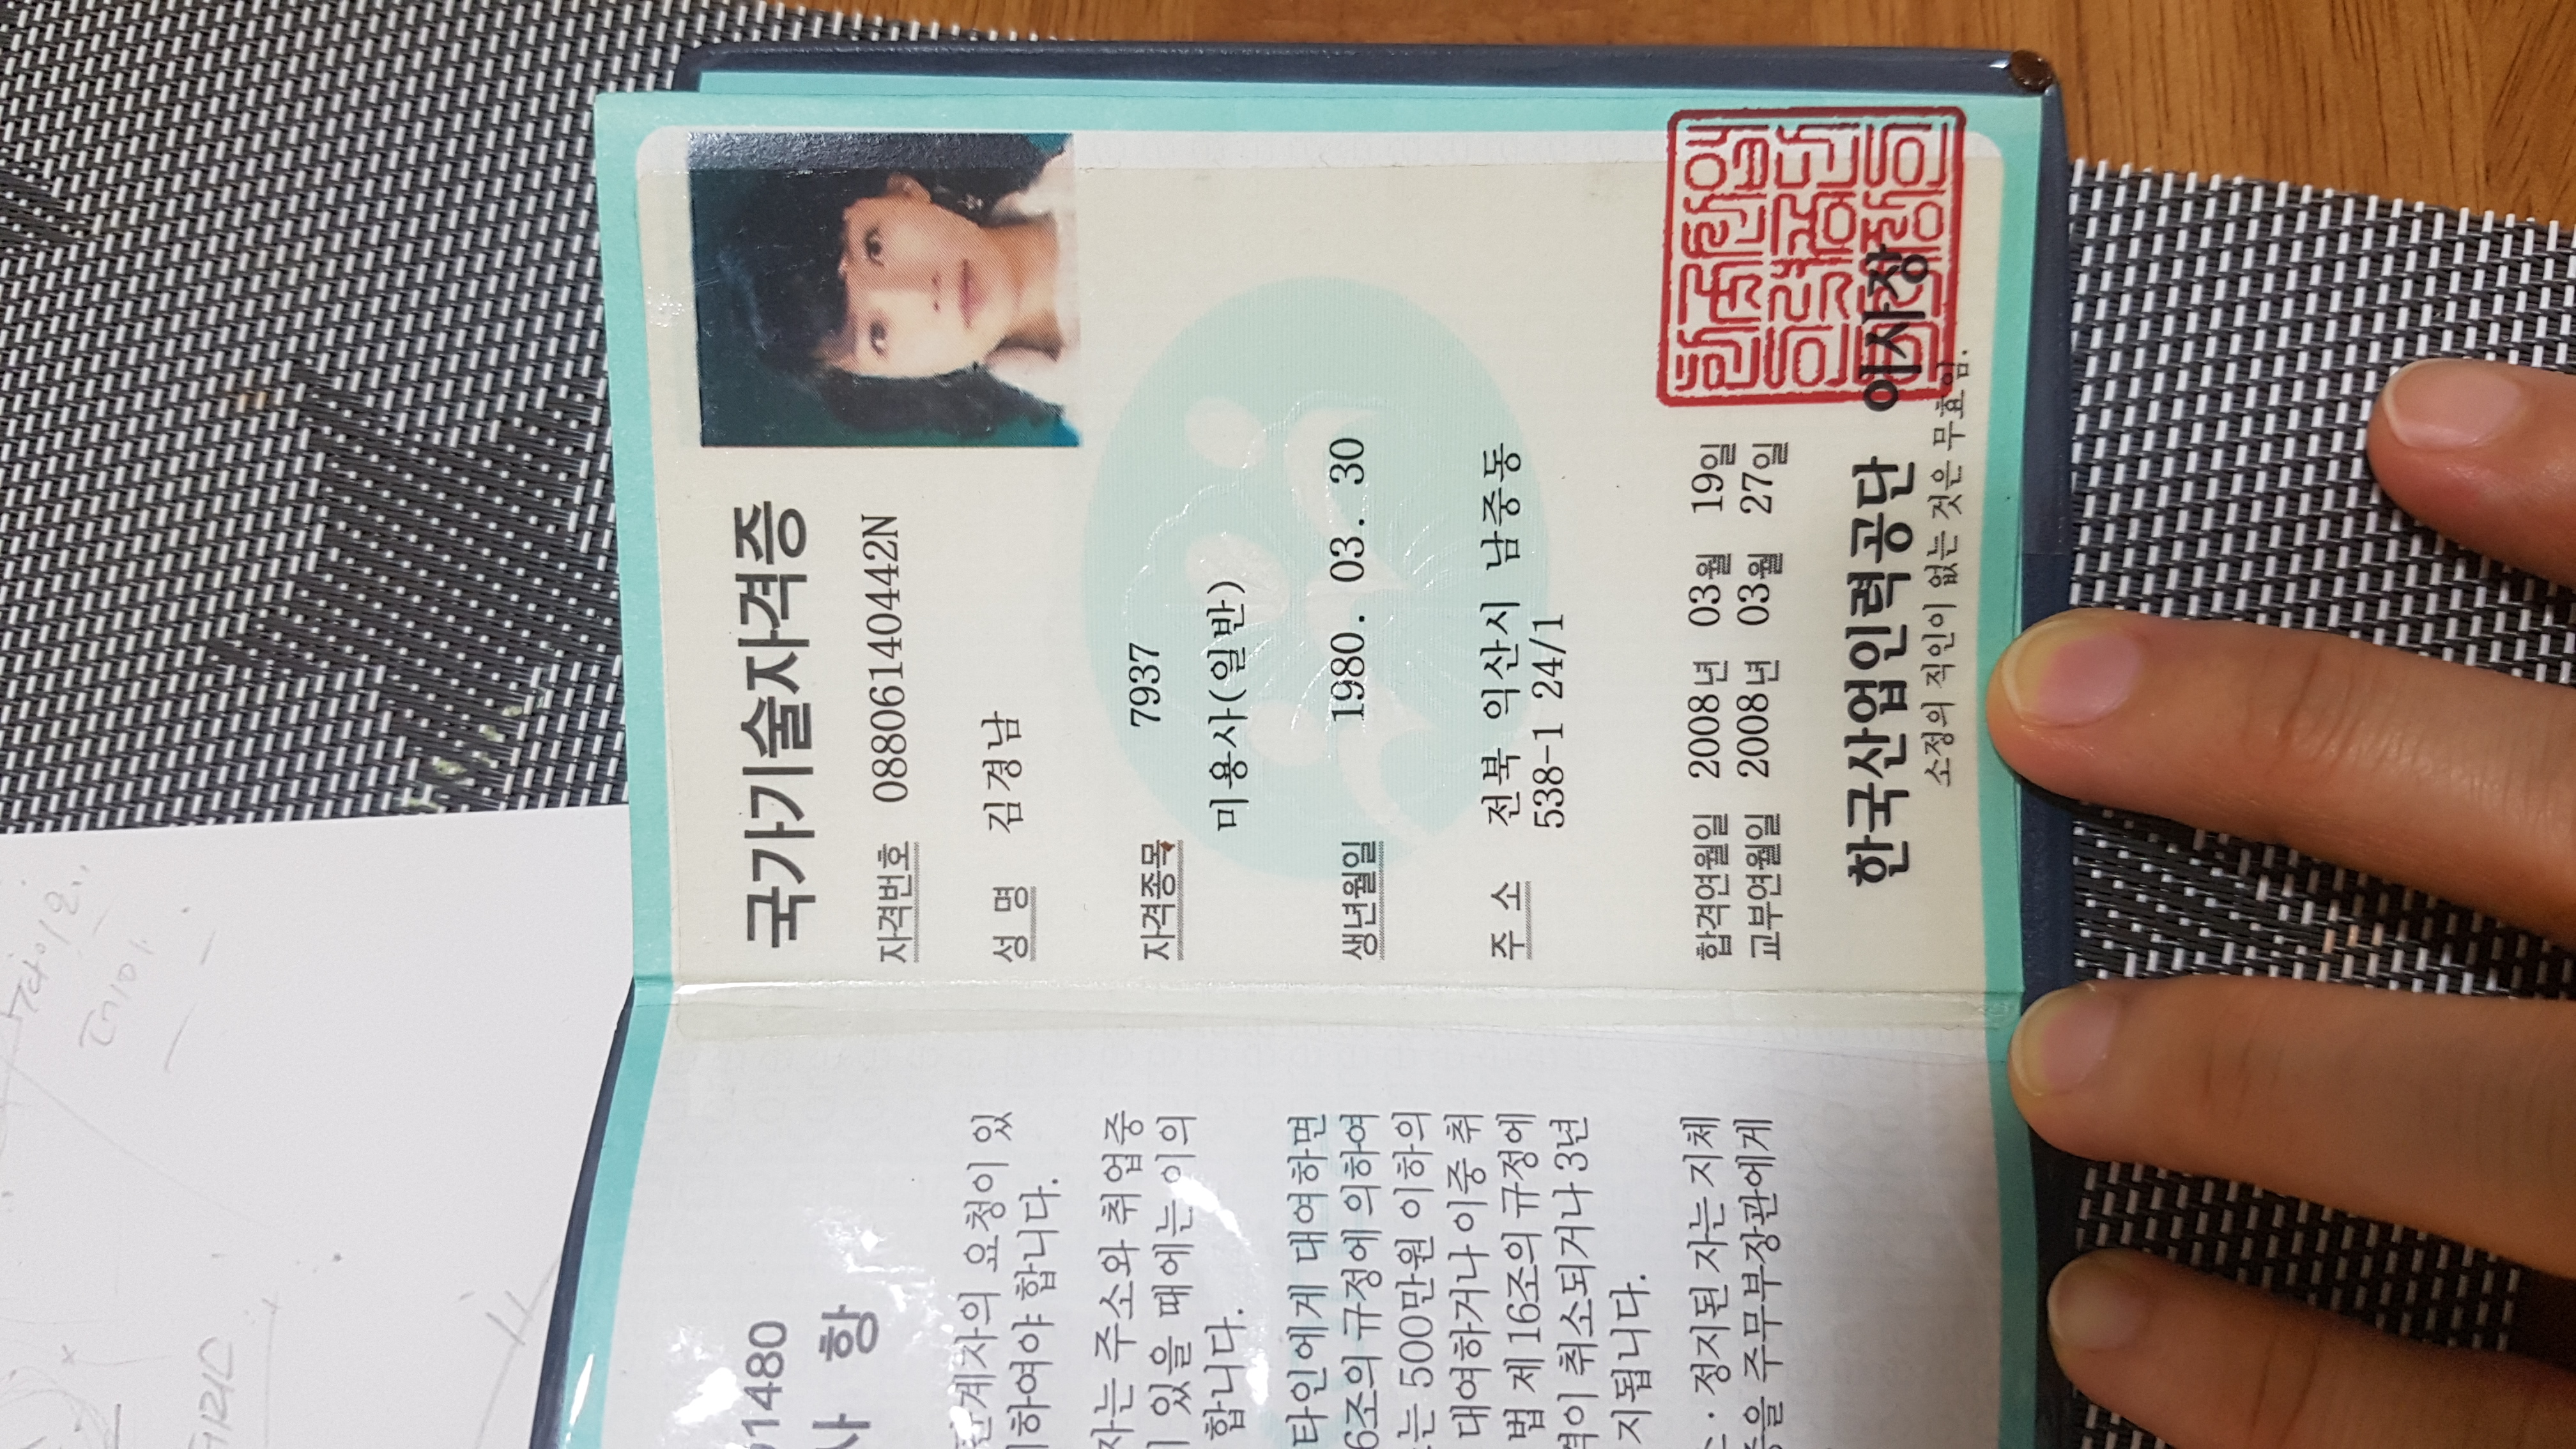 국가기술자격증
자격번호 08806140442N
성 명 김경남
자격종목 7937
미용사(일반)
생년월일 1980. 03. 30
주 소 전북 익산시 남중동
538-1 24/1
합격연월일 2008년 03월 19일
교부연월일 2008년 03월 27일
한국산업인력공단 이사장
소정의 직인이 없는 것은 무효임.
1480
항
관계자의 요청이 있
하여야 합니다.
자는 주소와 취업중
있을 때에는 이의
합니다.
타인에게 대여하면
6조의 규정에 의하여
는 500만원 이하의
대여하거나 이중 취
법 제16조의 규정에
격이 취소되거나 3년
지됩니다.
· 정지된 자는 지체
증을 주무부장관에게